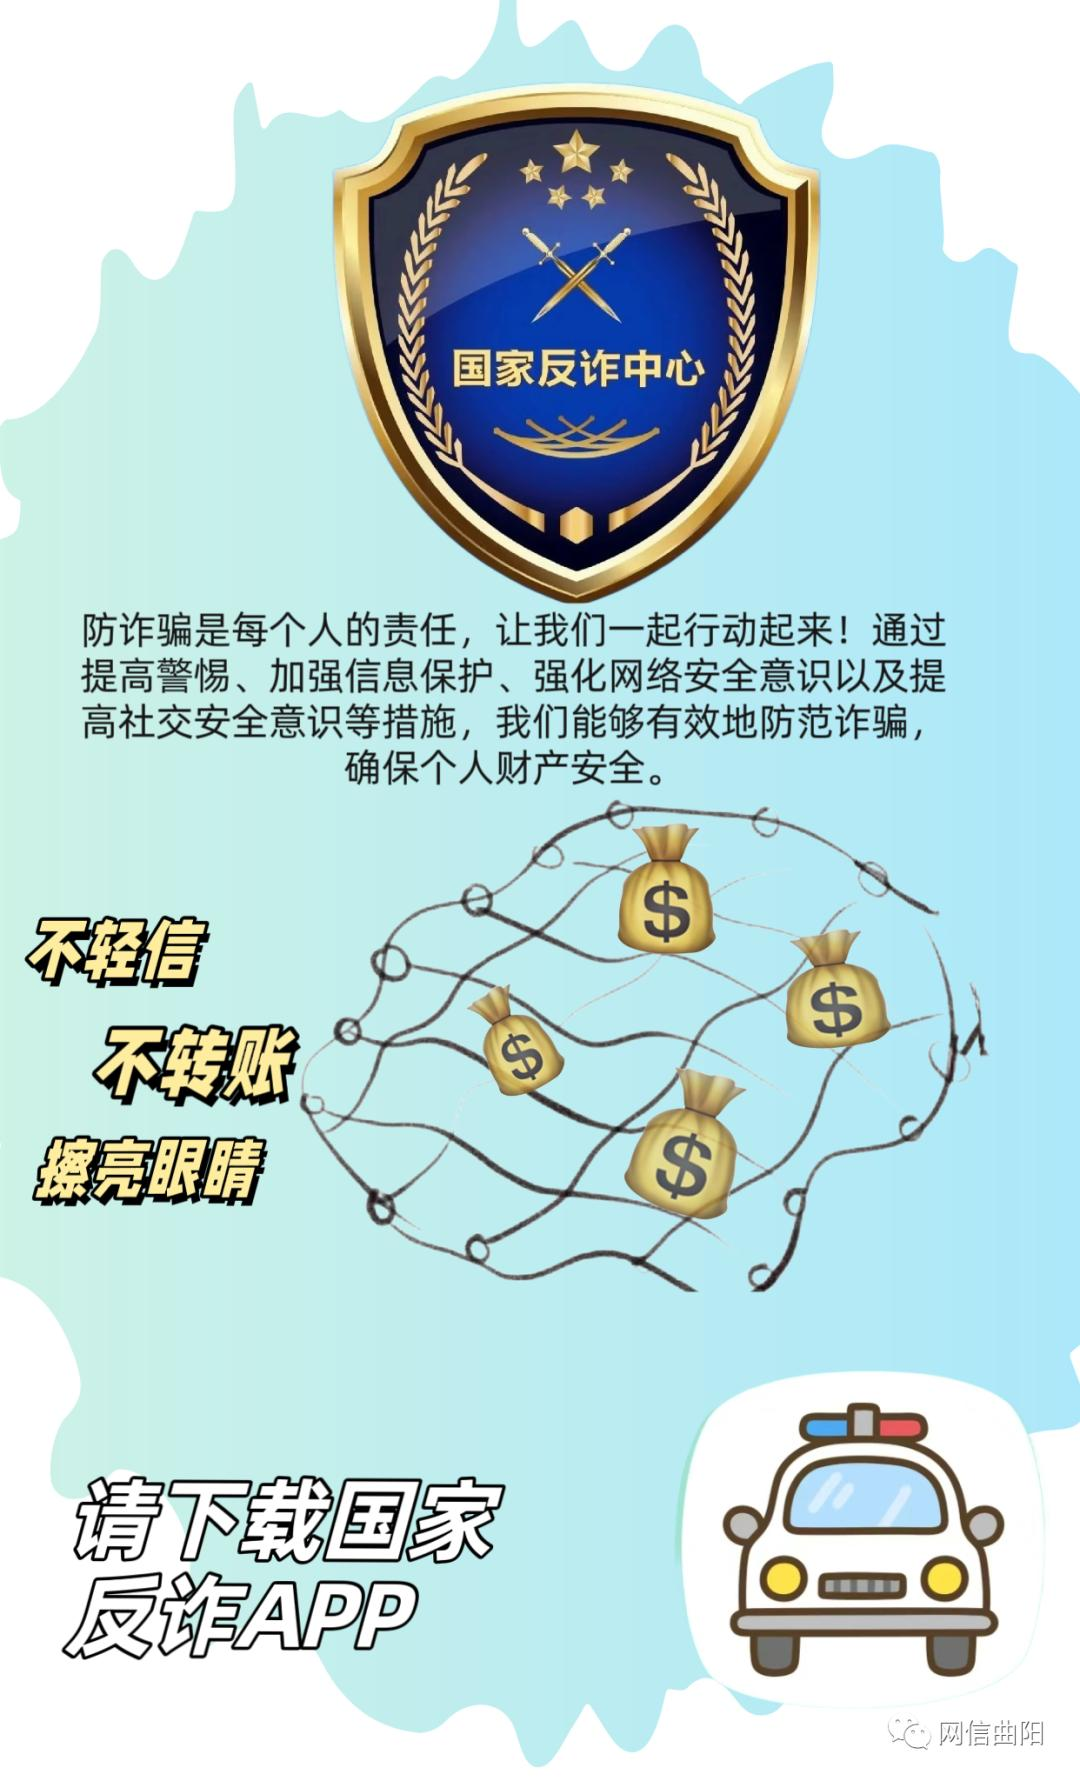 国家反诈中心
防诈骗是每个人的责任，让我们一起行动起来！通过
提高警惕、加强信息保护、强化网络安全意识以及提
高社交安全意识等措施，我们能够有效地防范诈骗，
确保个人财产安全。
$
$
$
$
不轻信
不转账
擦亮眼睛
请下载国家
反诈APP
网信曲阳